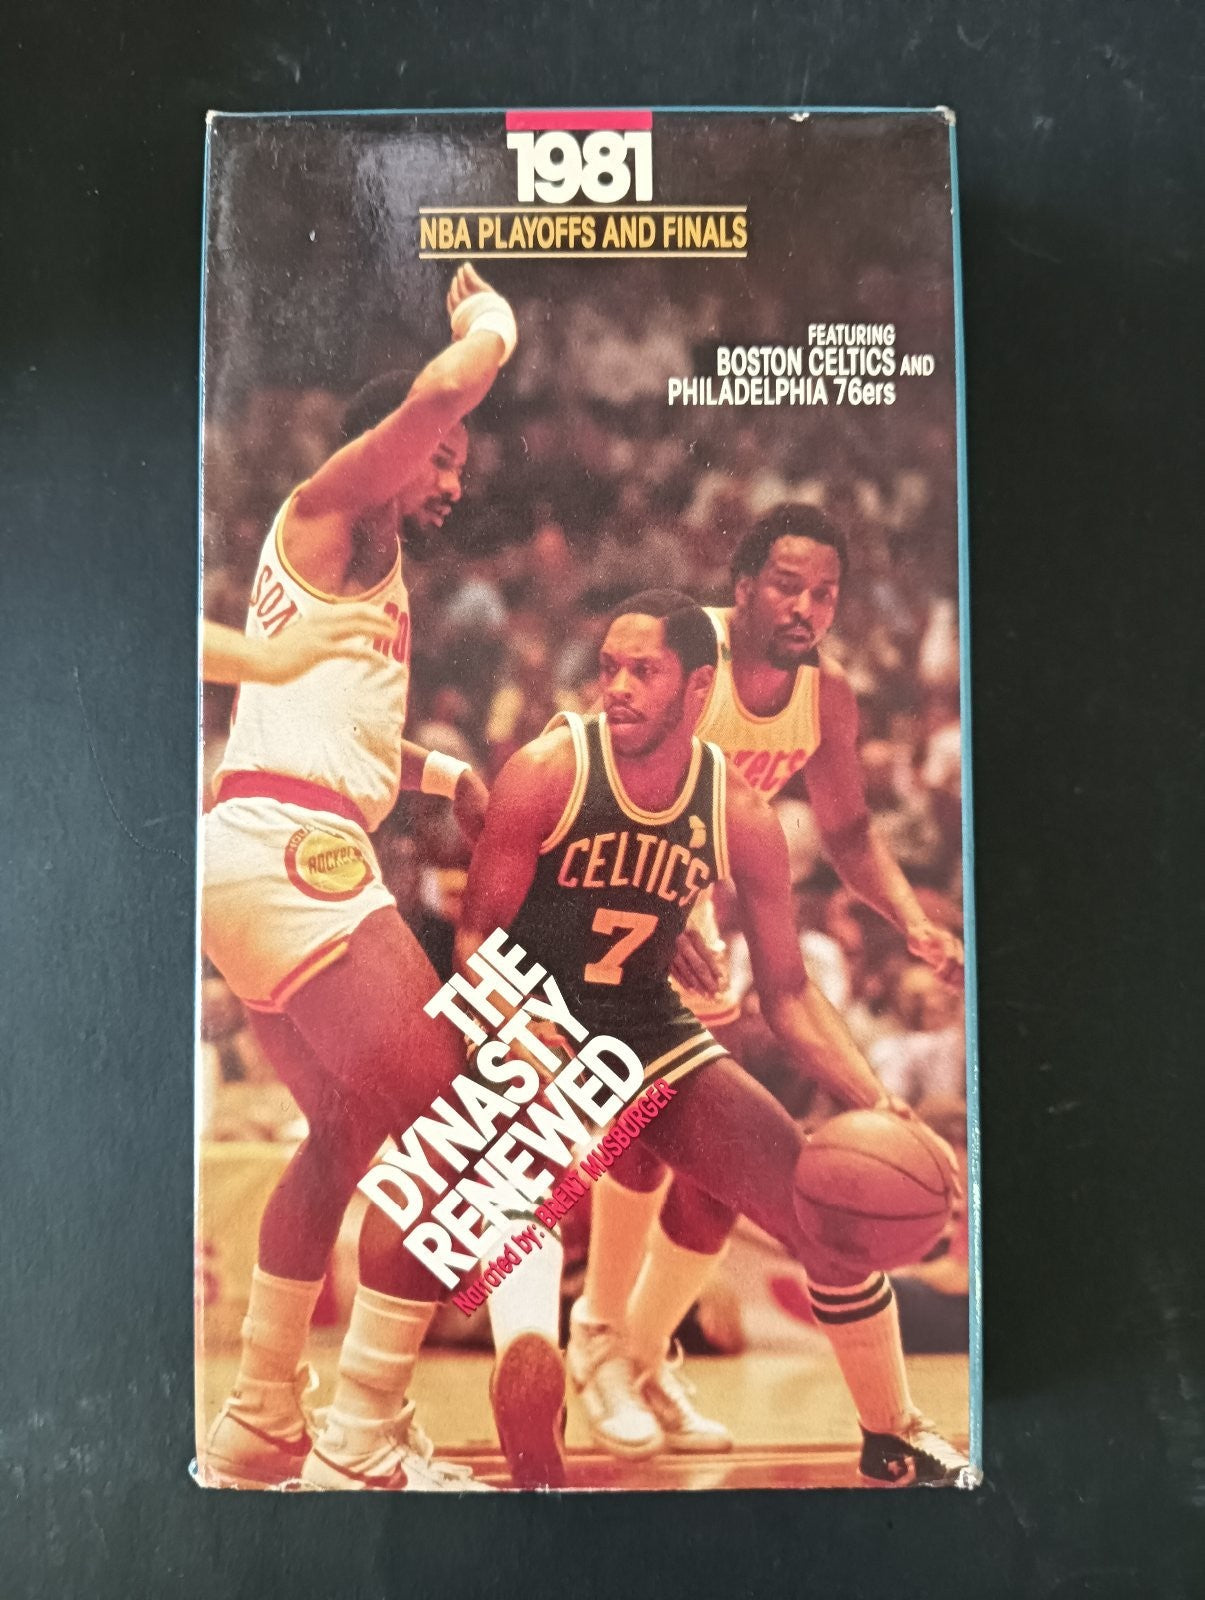 1981
NBA PLAYOFFS AND FINALS
FEATURING
BOSTON CELTICS AND
PHILADELPHIA 76ers
ROCKETS
CELTICS
7
THE
DYNASTY
RENEWED
Narrated by: BRENT MUSBURGER